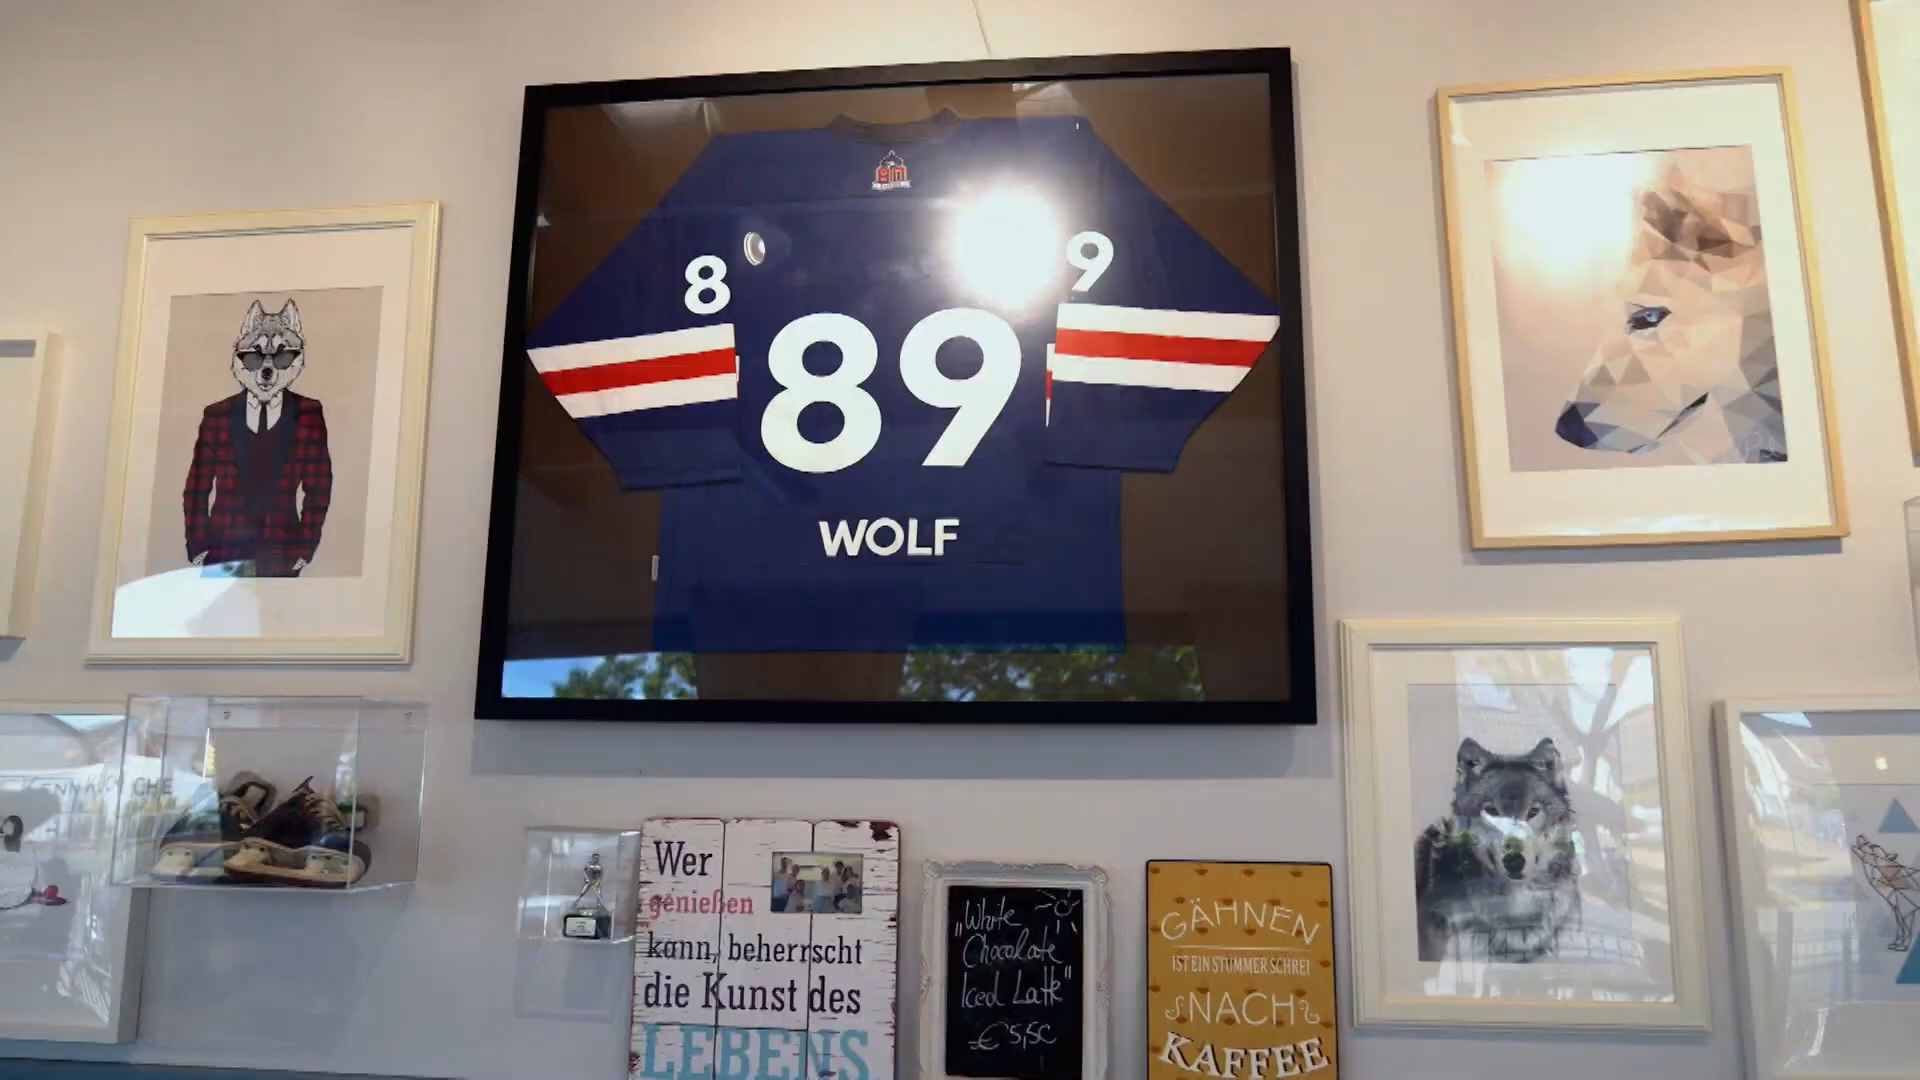 8
9
89
WOLF
Wer
genießen
kann, beherrscht
die Kunst des
LEBENS
„White
Chocolate
Iced Latte"
€5,50
GÄHNEN
IST EIN STUMMER SCHREI
NACH
KAFFEE